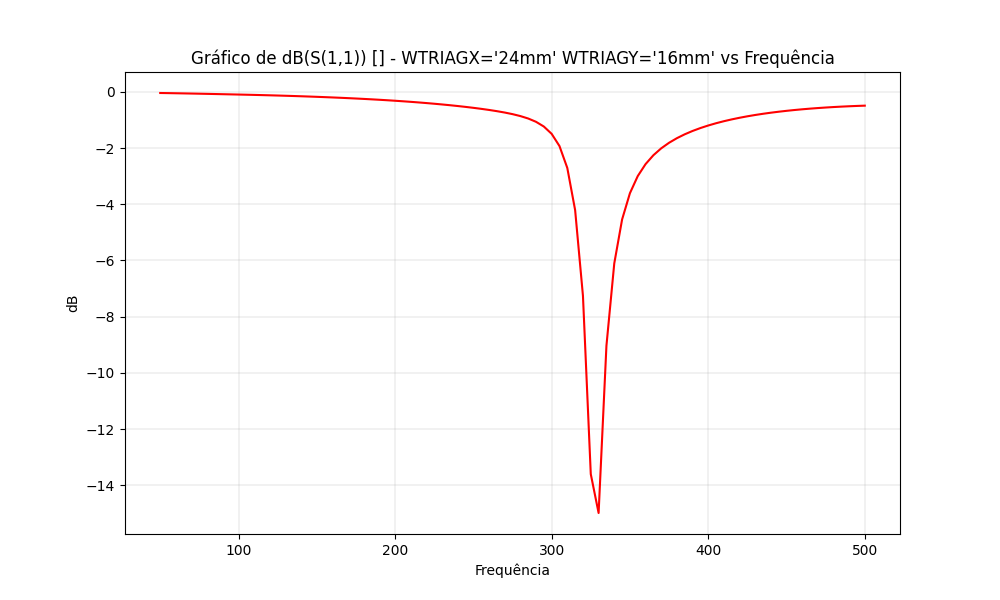 Gráfico de dB(S(1,1)) [] - WTRIAGX='24mm' WTRIAGY='16mm' vs Frequência
0
−2
−4
−6
−8
−10
−12
−14
dB
100 200 300 400 500
Frequência